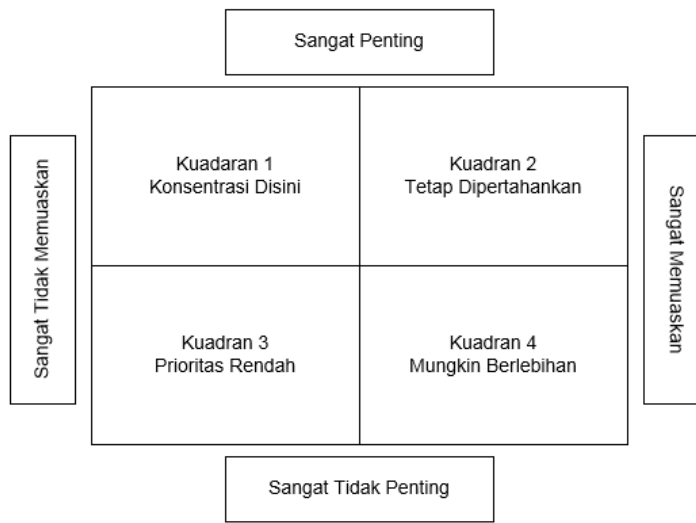 Sangat Penting
Sangat Tidak Memuaskan
Kuadaran 1
Konsentrasi Disini
Kuadran 2
Tetap Dipertahankan
Sangat Memuaskan
Kuadran 3
Prioritas Rendah
Kuadran 4
Mungkin Berlebihan
Sangat Tidak Penting